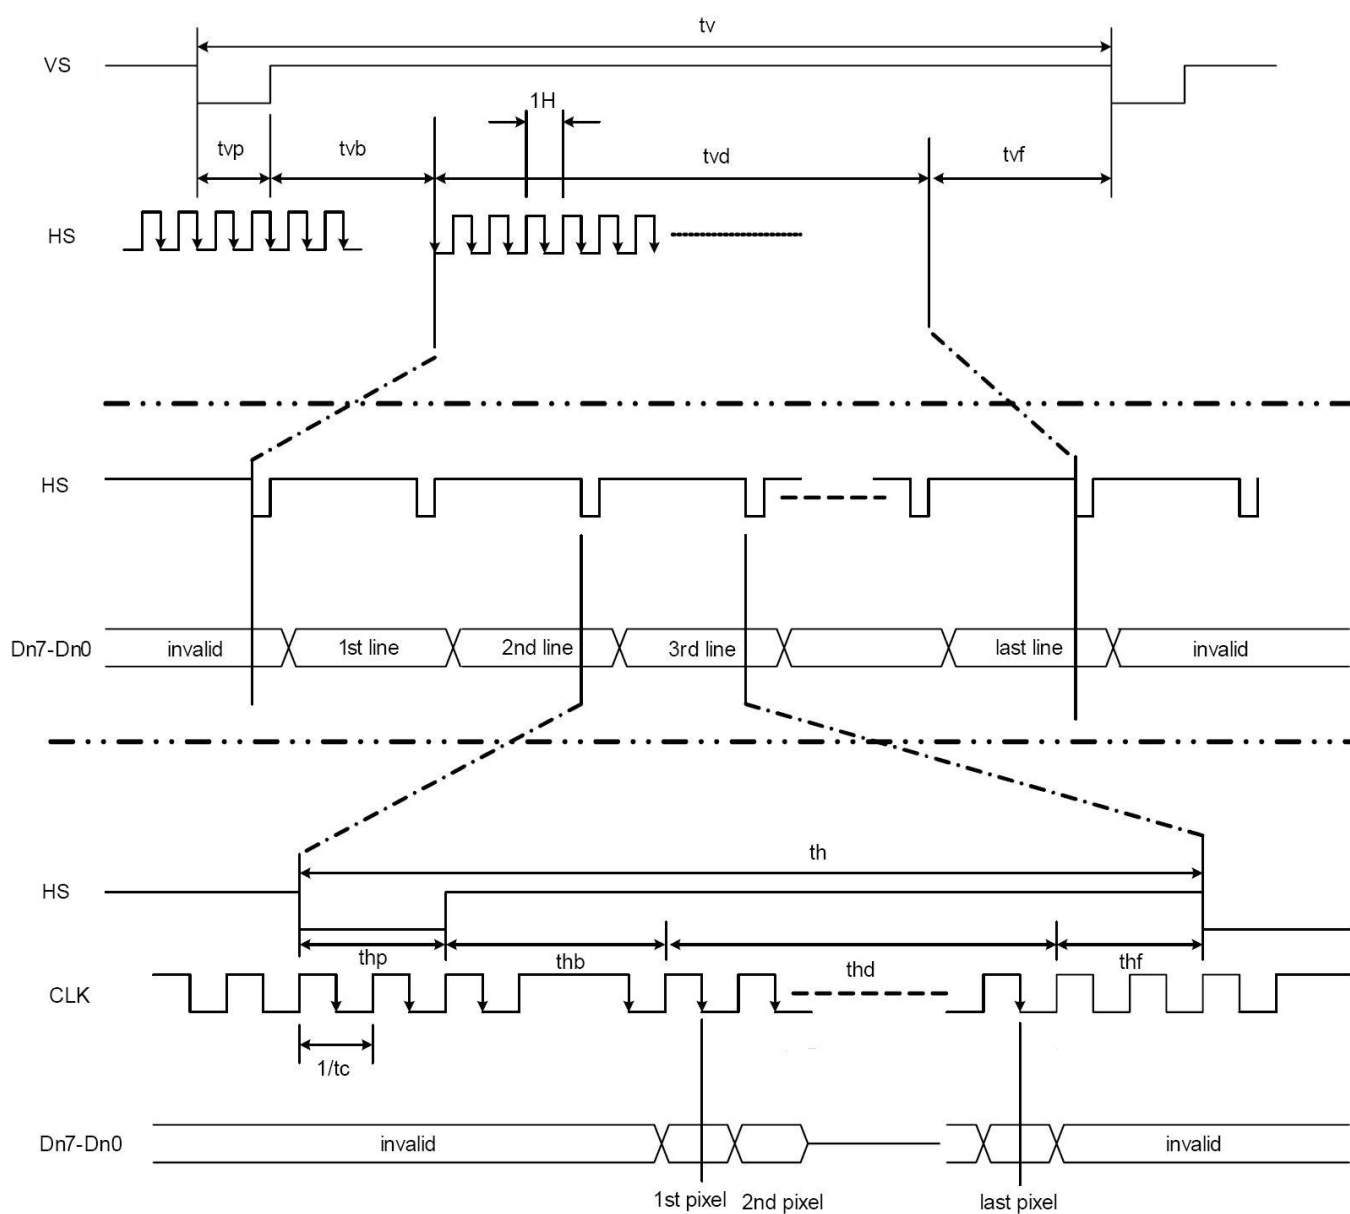 tv
VS
1H
tvp
tvb
tvd
tvf
HS
HS
Dn7-Dn0
invalid
1st line
2nd line
3rd line
last line
invalid
th
HS
thp
thb
thd
thf
CLK
1/tc
Dn7-Dn0
invalid
invalid
1st pixel
2nd pixel
last pixel